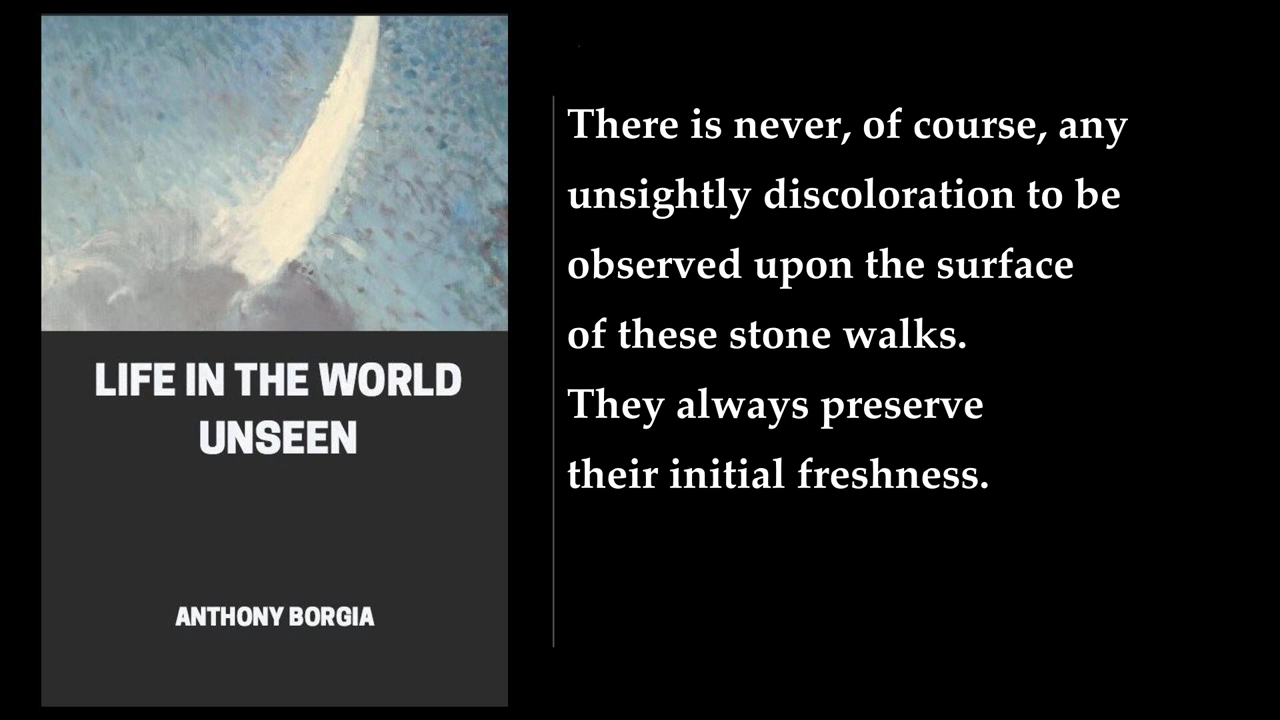 LIFE IN THE WORLD
UNSEEN
ANTHONY BORGIA
There is never, of course, any
unsightly discoloration to be
observed upon the surface
of these stone walks.
They always preserve
their initial freshness.